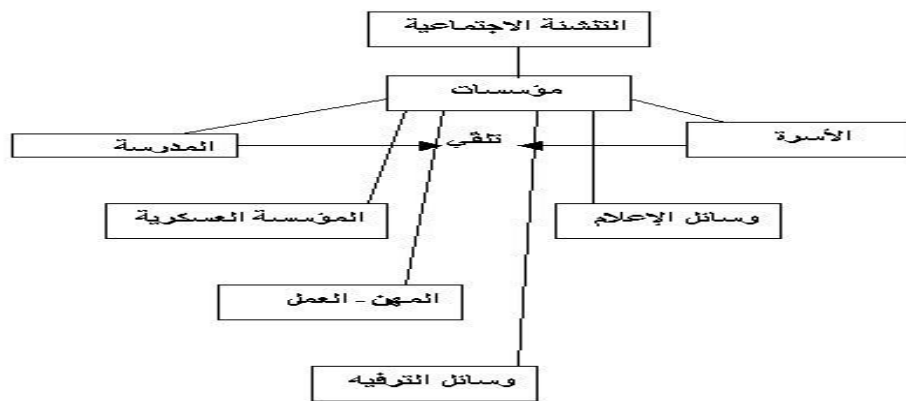 التنشئة الاجتماعية
مؤسسات
الأسرة
تلقي
المدرسة
وسائل الإعلام
المؤسسة العسكرية
المهن - العمل
وسائل الترفيه